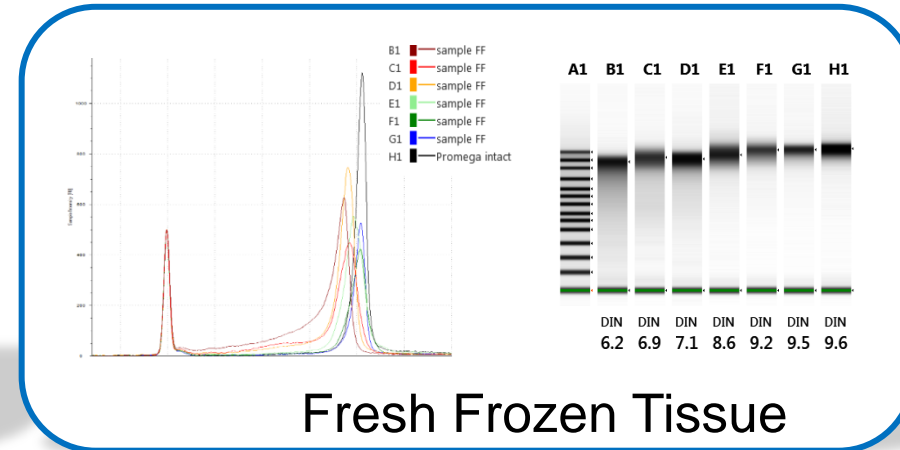 B1 sample FF
C1 sample FF
D1 sample FF
E1 sample FF
F1 sample FF
G1 sample FF
H1 Promega intact
A1 B1 C1 D1 E1 F1 G1 H1
DIN DIN DIN DIN DIN DIN DIN
6.2 6.9 7.1 8.6 9.2 9.5 9.6
Fresh Frozen Tissue